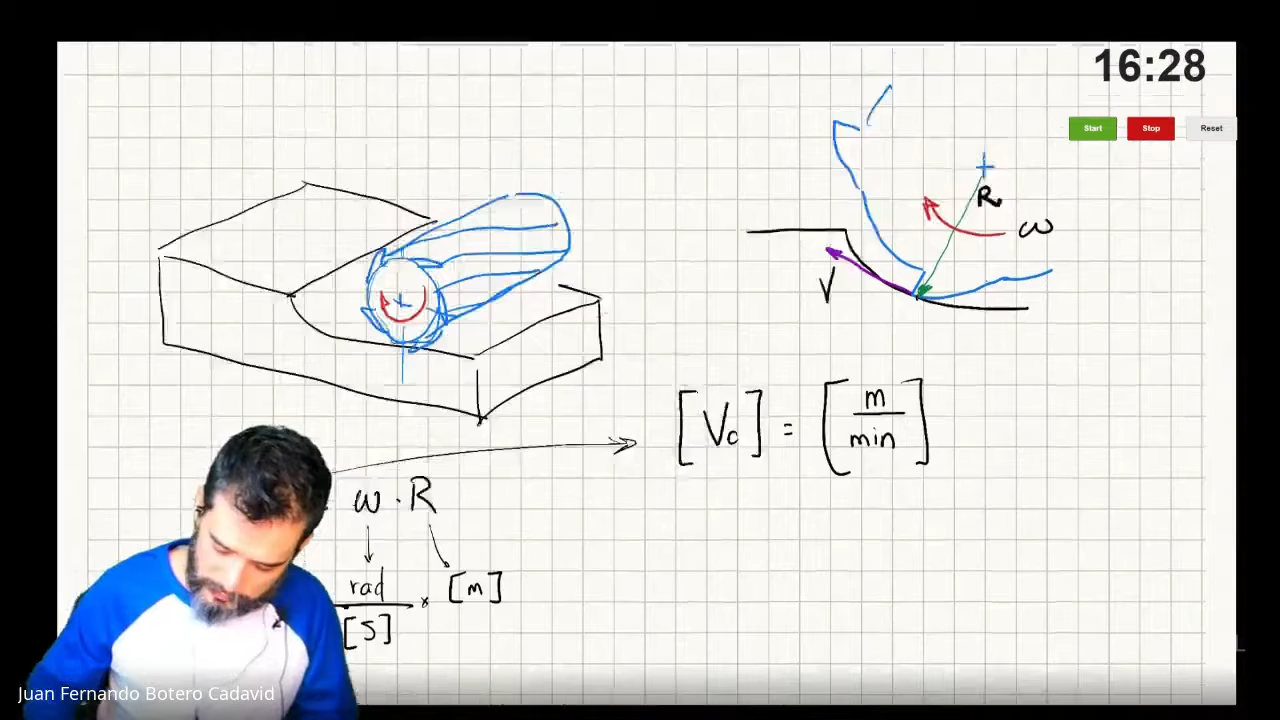 16:28
Start Stop Reset
R
ω
V
[Vc] = [m/min]
ω · R
rad/[S] × [m]
Juan Fernando Botero Cadavid